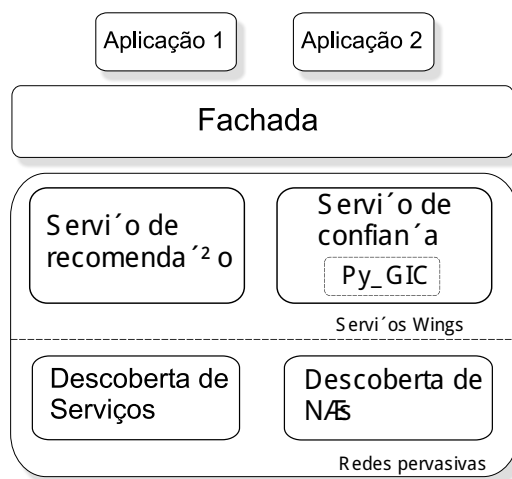 Aplicação 1
Aplicação 2
Fachada
Servi´o de
recomenda´² o
Servi´o de
confian´a
Py_GIC
Servi´os Wings
Descoberta de
Serviços
Descoberta de
NÆs
Redes pervasivas